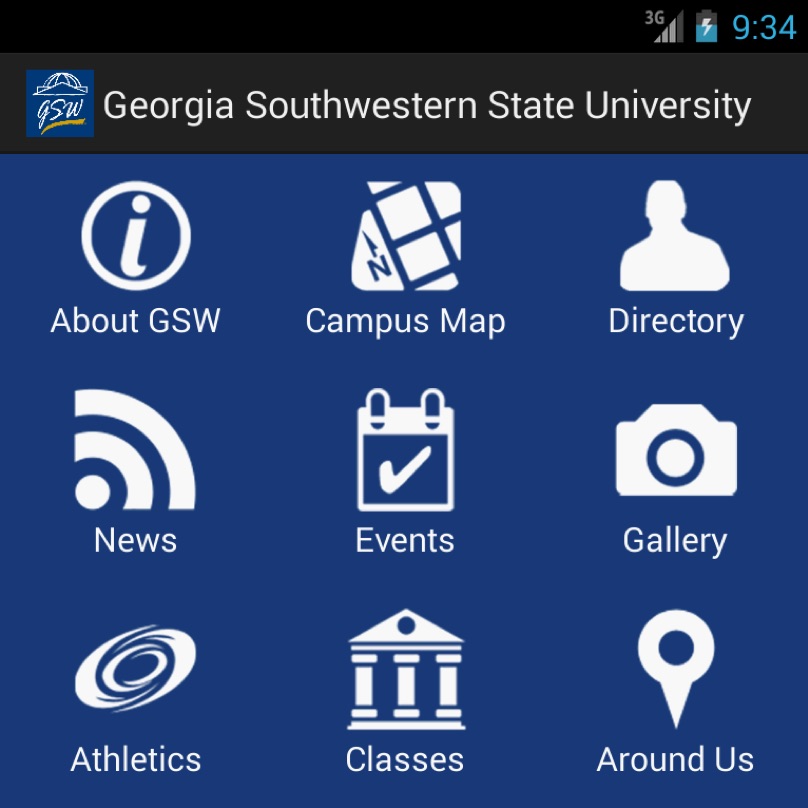 3G
9:34
GSW
Georgia Southwestern State University
i
N
About GSW
Campus Map
Directory
News
Events
Gallery
Athletics
Classes
Around Us